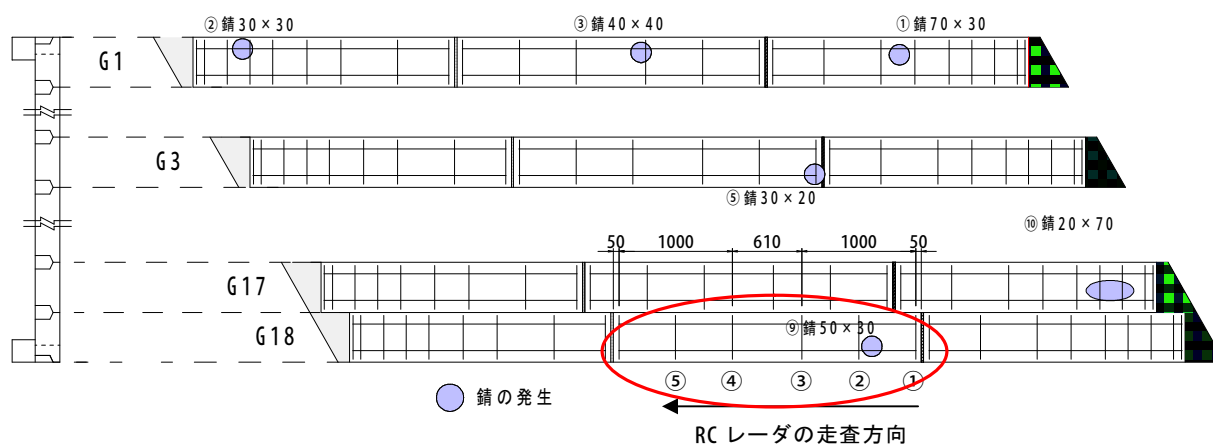 ②錆30×30
③錆40×40
①錆70×30
G1
G3
⑤錆30×20
⑩錆20×70
50 1000 610 1000 50
G17
⑨錆50×30
G18
⑤ ④ ③ ② ①
錆の発生
RCレーダの走査方向